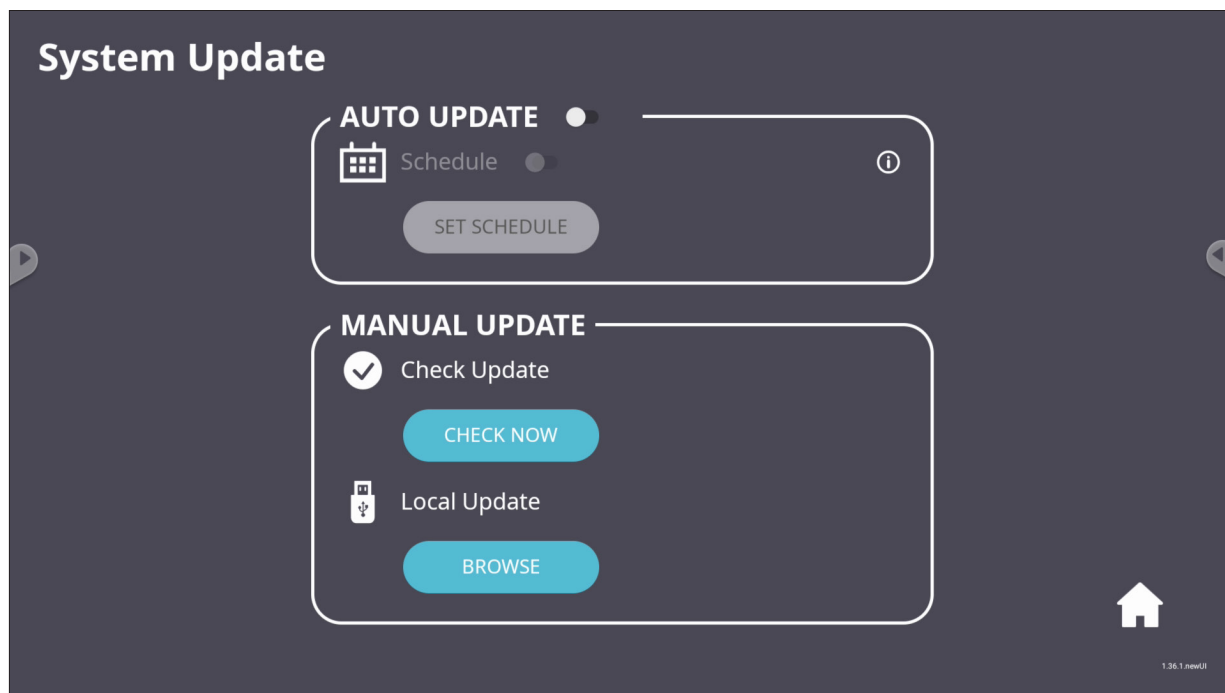 System Update
AUTO UPDATE
Schedule
SET SCHEDULE
MANUAL UPDATE
Check Update
CHECK NOW
Local Update
BROWSE
1.36.1.newUI